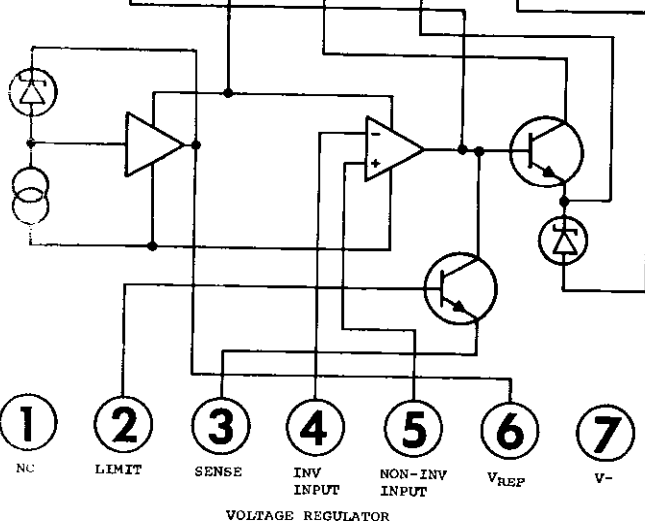 -
+
1 2 3 4 5 6 7
NC LIMIT SENSE INV INPUT NON-INV INPUT VREF V-
VOLTAGE REGULATOR